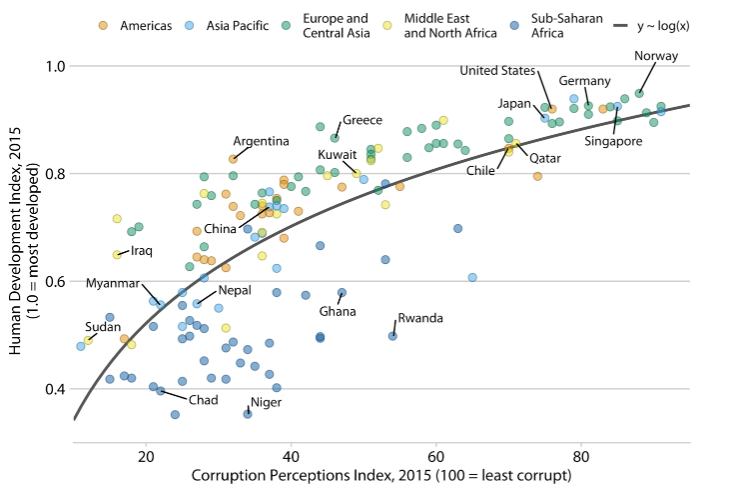 Americas
Asia Pacific
Europe and
Central Asia
Middle East
and North Africa
Sub-Saharan
Africa
y ~ log(x)
Human Development Index, 2015
(1.0 = most developed)
1.0
0.8
0.6
0.4
Norway
United States
Germany
Japan
Singapore
Greece
Argentina
Kuwait
Qatar
Chile
China
Iraq
Myanmar
Nepal
Ghana
Rwanda
Sudan
Chad
Niger
20
40
60
80
Corruption Perceptions Index, 2015 (100 = least corrupt)